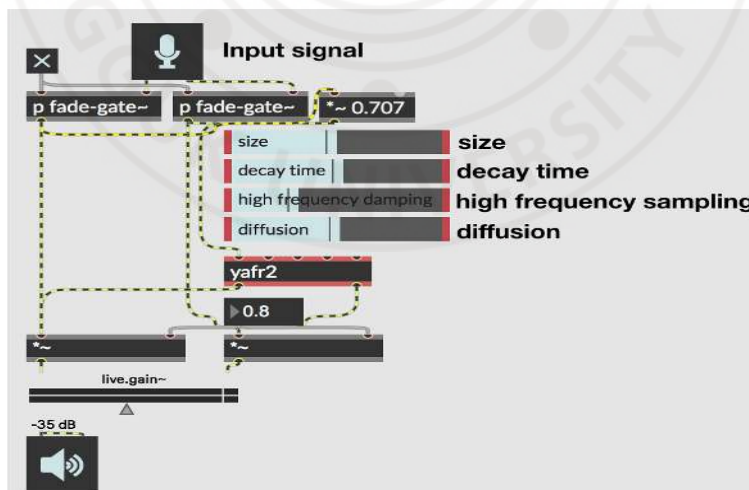 Input signal
p fade-gate~
p fade-gate~
*~ 0.707
size
size
decay time
decay time
high frequency damping
high frequency sampling
diffusion
diffusion
yafr2
0.8
*~
*~
live.gain~
-35 dB
UNIVERSITY